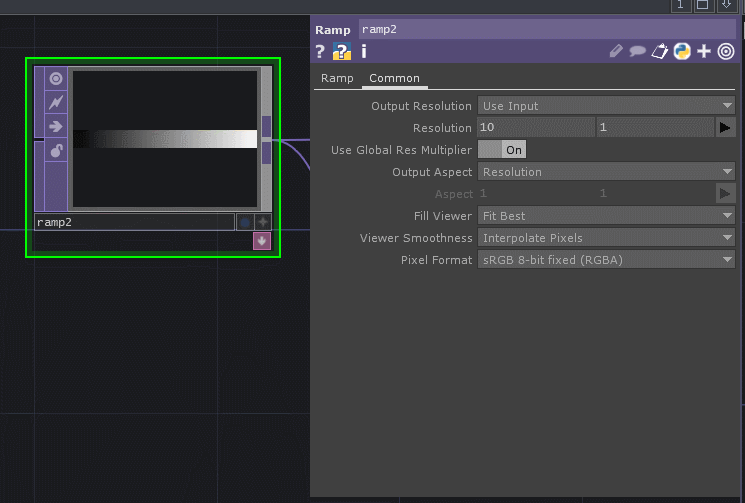 1
Ramp ramp2
? ? i
Ramp Common
Output Resolution Use Input
Resolution 10 1
Use Global Res Multiplier On
Output Aspect Resolution
Aspect 1 1
Fill Viewer Fit Best
Viewer Smoothness Interpolate Pixels
Pixel Format sRGB 8-bit fixed (RGBA)
ramp2